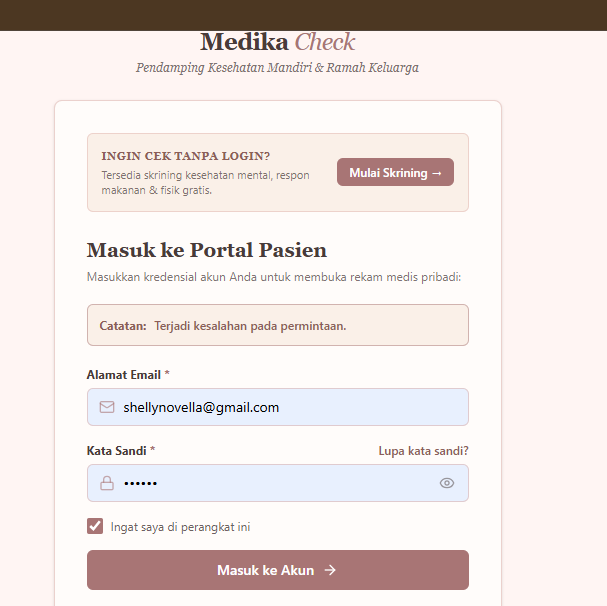 Medika Check
Pendamping Kesehatan Mandiri & Ramah Keluarga
INGIN CEK TANPA LOGIN?
Tersedia skrining kesehatan mental, respon
makanan & fisik gratis.
Mulai Skrining →
Masuk ke Portal Pasien
Masukkan kredensial akun Anda untuk membuka rekam medis pribadi:
Catatan: Terjadi kesalahan pada permintaan.
Alamat Email *
shellynovella@gmail.com
Kata Sandi * Lupa kata sandi?
••••••
Ingat saya di perangkat ini
Masuk ke Akun →